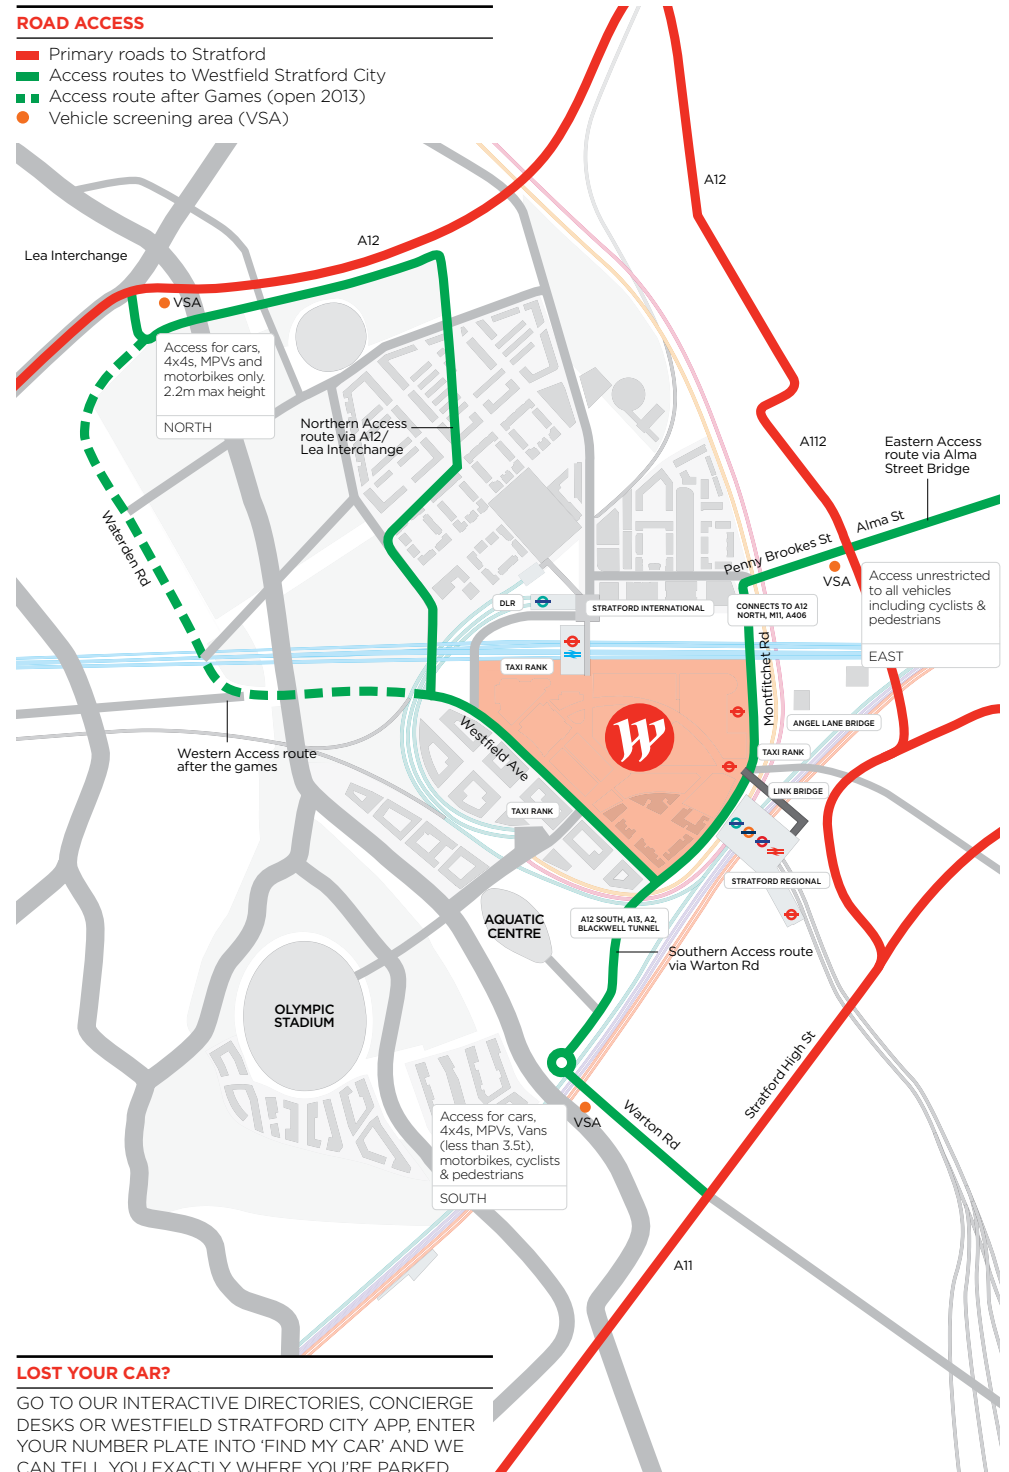 ROAD ACCESS
Primary roads to Stratford
Access routes to Westfield Stratford City
Access route after Games (open 2013)
Vehicle screening area (VSA)
A12
A12
Lea Interchange
VSA
Access for cars,
4x4s, MPVs and
motorbikes only.
2.2m max height
NORTH
Northern Access
route via A12/
Lea Interchange
A112
Eastern Access
route via Alma
Street Bridge
Alma St
Penny Brookes St
VSA
Access unrestricted
to all vehicles
including cyclists &
pedestrians
EAST
Waterden Rd
DLR
STRATFORD INTERNATIONAL
CONNECTS TO A12
NORTH, M11, A406
TAXI RANK
Montfitchet Rd
ANGEL LANE BRIDGE
Westfield Ave
TAXI RANK
Western Access route
after the games
LINK BRIDGE
TAXI RANK
STRATFORD REGIONAL
AQUATIC
CENTRE
A12 SOUTH, A13, A2,
BLACKWELL TUNNEL
Southern Access route
via Warton Rd
OLYMPIC
STADIUM
Stratford High St
Access for cars,
4x4s, MPVs, Vans
(less than 3.5t),
motorbikes, cyclists
& pedestrians
SOUTH
VSA
Warton Rd
A11
LOST YOUR CAR?
GO TO OUR INTERACTIVE DIRECTORIES, CONCIERGE
DESKS OR WESTFIELD STRATFORD CITY APP, ENTER
YOUR NUMBER PLATE INTO 'FIND MY CAR' AND WE
CAN TELL YOU EXACTLY WHERE YOU'RE PARKED